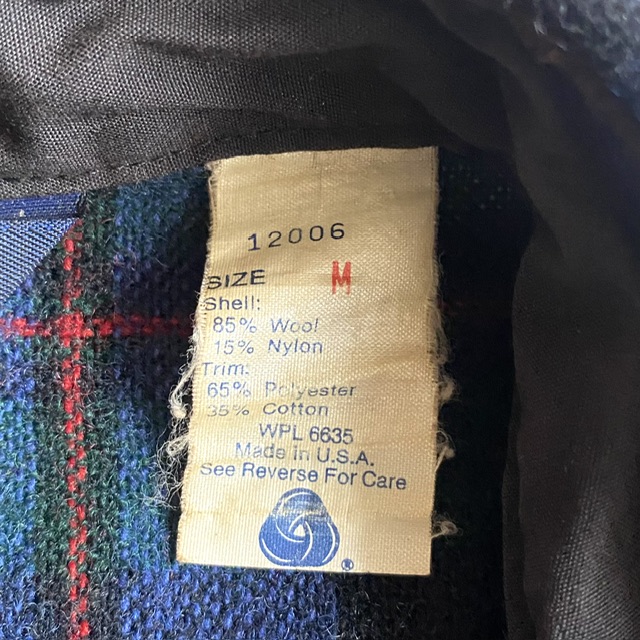 12006
SIZE M
Shell:
85% Wool
15% Nylon
Trim:
65% Polyester
35% Cotton
WPL 6635
Made in U.S.A.
See Reverse For Care
®